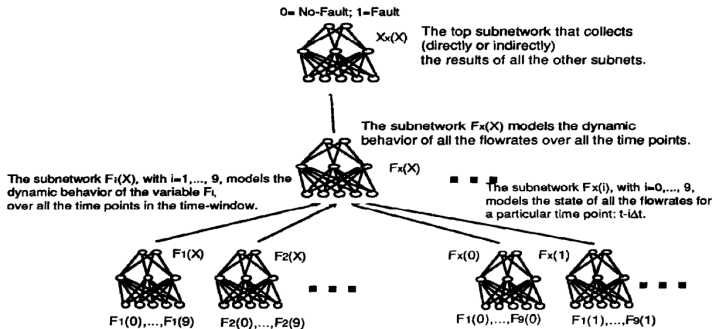 0= No-Fault; 1=Fault
Xx(X)
The top subnetwork that collects
(directly or indirectly)
the results of all the other subnets.
The subnetwork Fx(X) models the dynamic
behavior of all the flowrates over all the time points.
Fx(X)
The subnetwork Fi(X), with i=1,..., 9, models the
dynamic behavior of the variable Fi,
over all the time points in the time-window.
The subnetwork Fx(i), with i=0,..., 9,
models the state of all the flowrates for
a particular time point: t-iΔt.
F1(X)
F2(X)
Fx(0)
Fx(1)
F1(0),...,F1(9)
F2(0),...,F2(9)
F1(0),...,F9(0)
F1(1),...,F9(1)